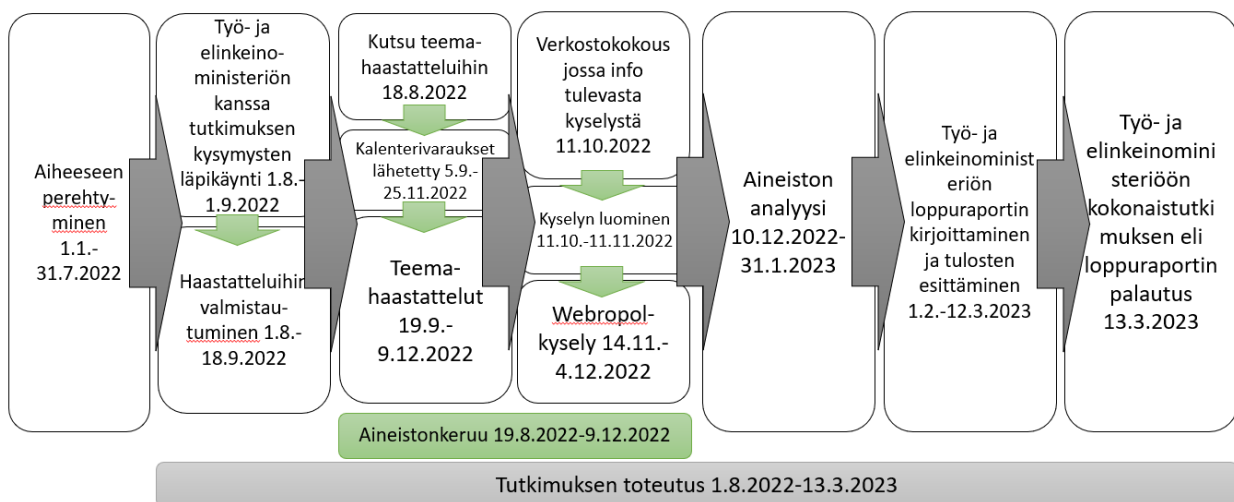 Aiheeseen
perehty-
minen
1.1.-
31.7.2022
Työ- ja
elinkeino-
ministeriön
kanssa
tutkimuksen
kysymysten
läpikäynti 1.8.-
1.9.2022
Haastatteluihin
valmistau-
tuminen 1.8.-
18.9.2022
Kutsu teema-
haastatteluihin
18.8.2022
Kalenterivaraukset
lähetetty 5.9.-
25.11.2022
Teema-
haastattelut
19.9.-
9.12.2022
Verkostokokous
jossa info
tulevasta
kyselystä
11.10.2022
Kyselyn luominen
11.10.-11.11.2022
Webropol-
kysely 14.11.-
4.12.2022
Aineiston
analyysi
10.12.2022-
31.1.2023
Työ- ja
elinkeinominist
eriön
loppuraportin
kirjoittaminen
ja tulosten
esittäminen
1.2.-12.3.2023
Työ- ja
elinkeinomini
steriöön
kokonaistutki
muksen eli
loppuraportin
palautus
13.3.2023
Aineistonkeruu 19.8.2022-9.12.2022
Tutkimuksen toteutus 1.8.2022-13.3.2023